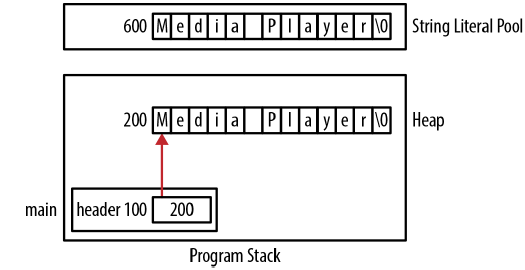 600 M e d i a P l a y e r \0 String Literal Pool
200 M e d i a P l a y e r \0 Heap
main header 100 200
Program Stack